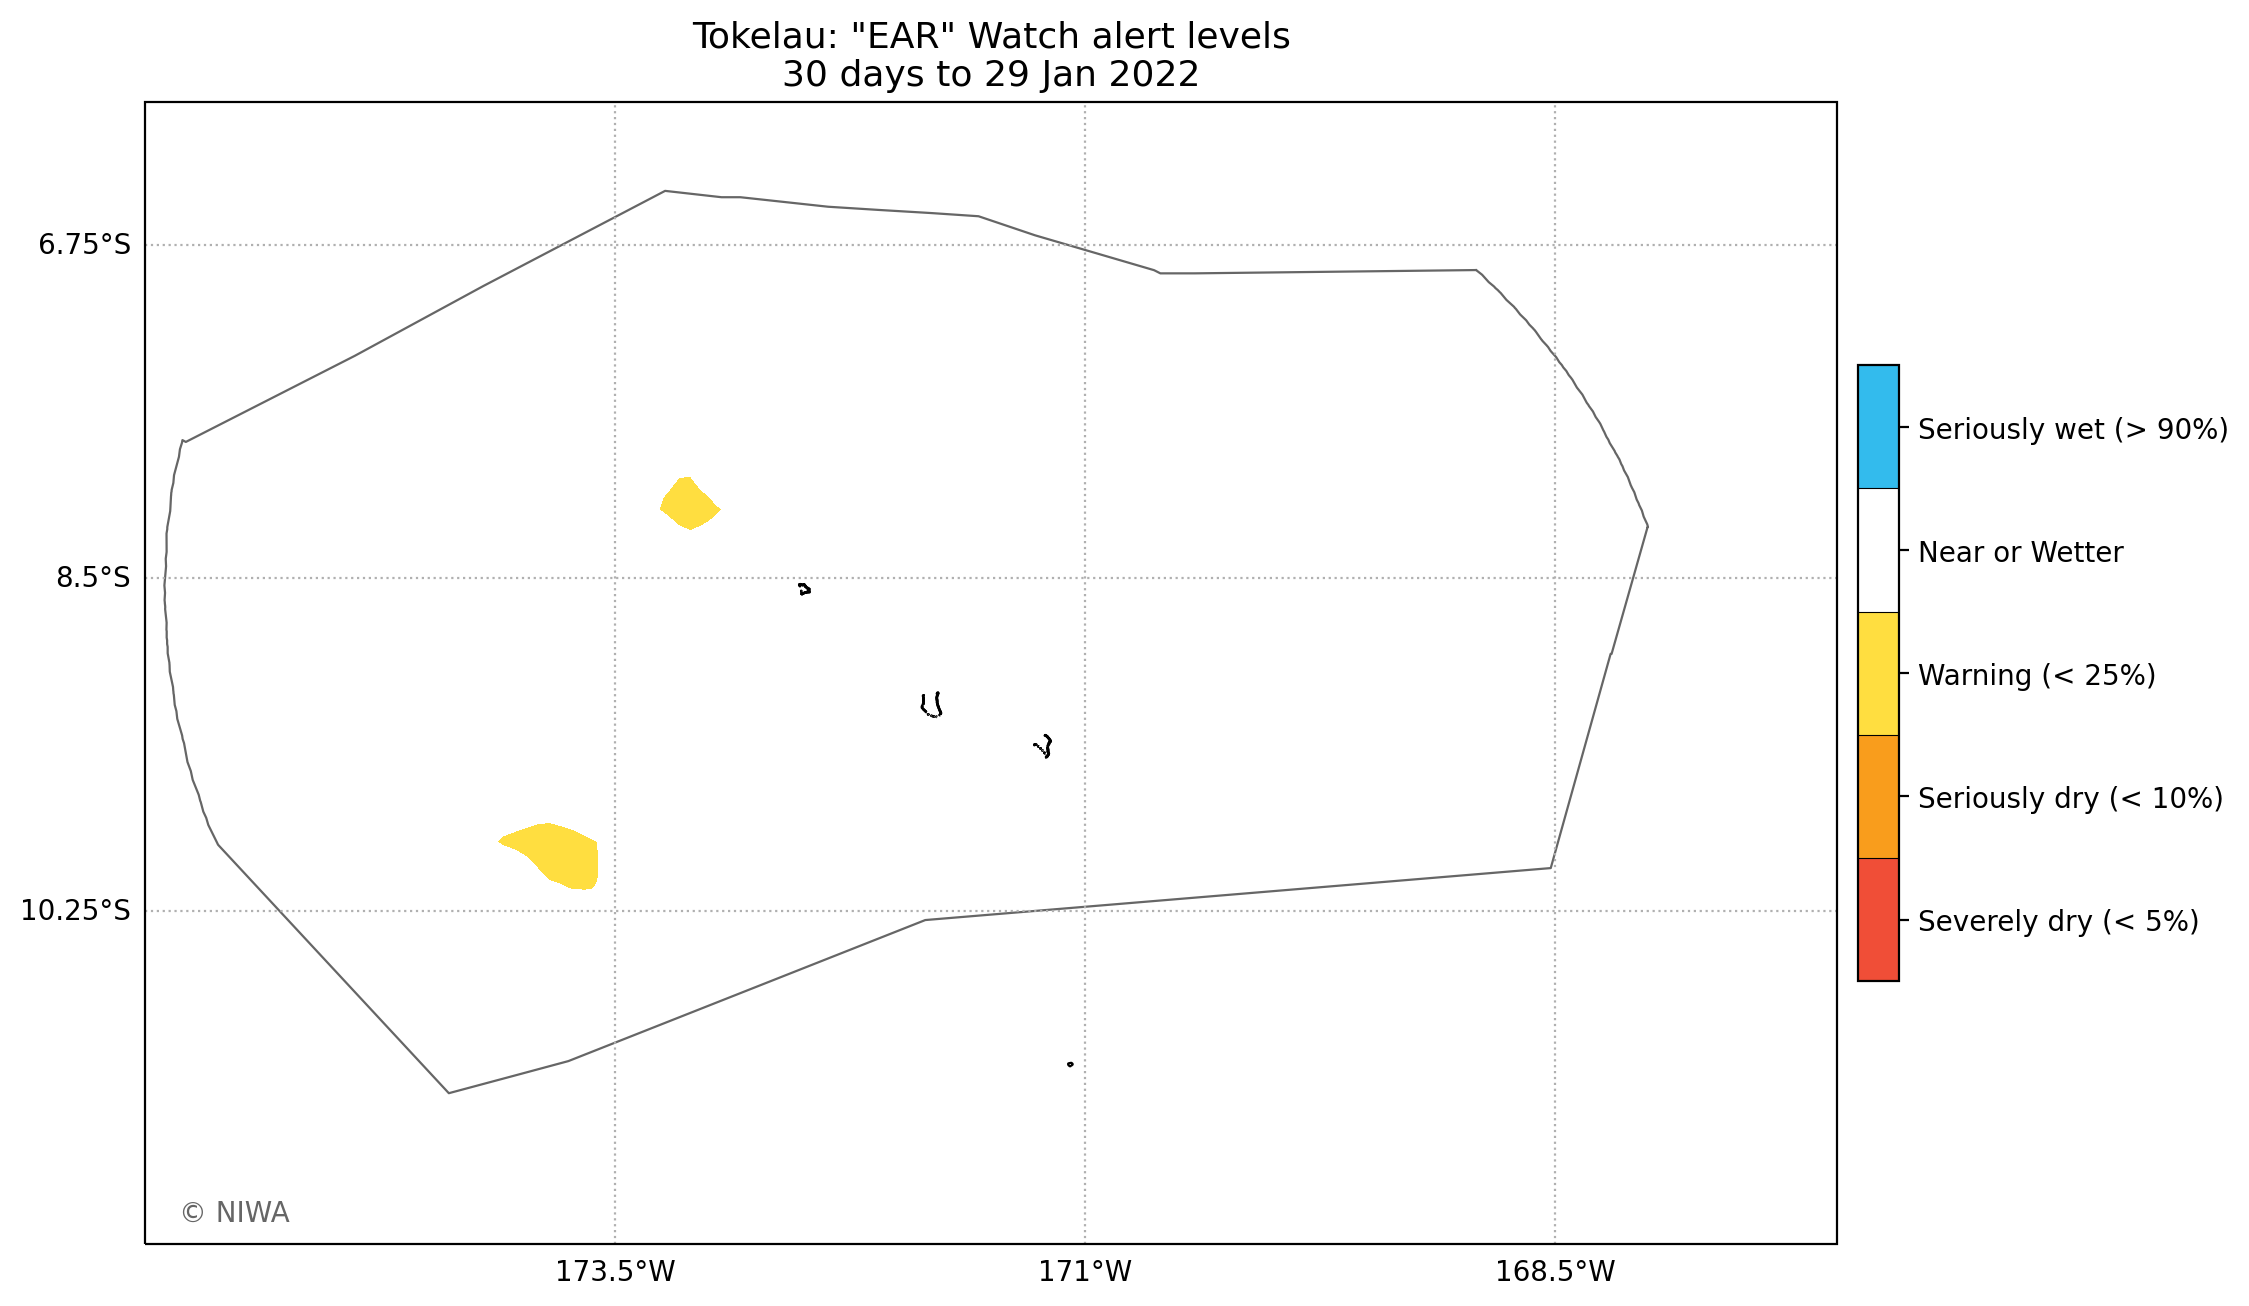 Tokelau: "EAR" Watch alert levels
30 days to 29 Jan 2022
6.75°S
8.5°S
10.25°S
173.5°W
171°W
168.5°W
Seriously wet (> 90%)
Near or Wetter
Warning (< 25%)
Seriously dry (< 10%)
Severely dry (< 5%)
© NIWA